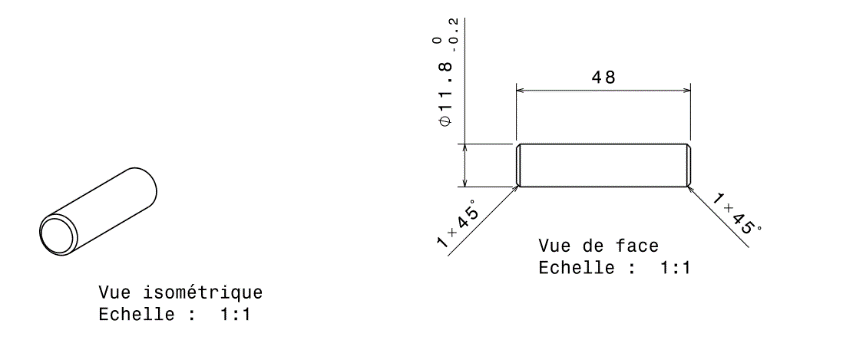 ⌀11.8 0 -0.2
48
1×45°
1×45°
Vue de face
Echelle : 1:1
Vue isométrique
Echelle : 1:1